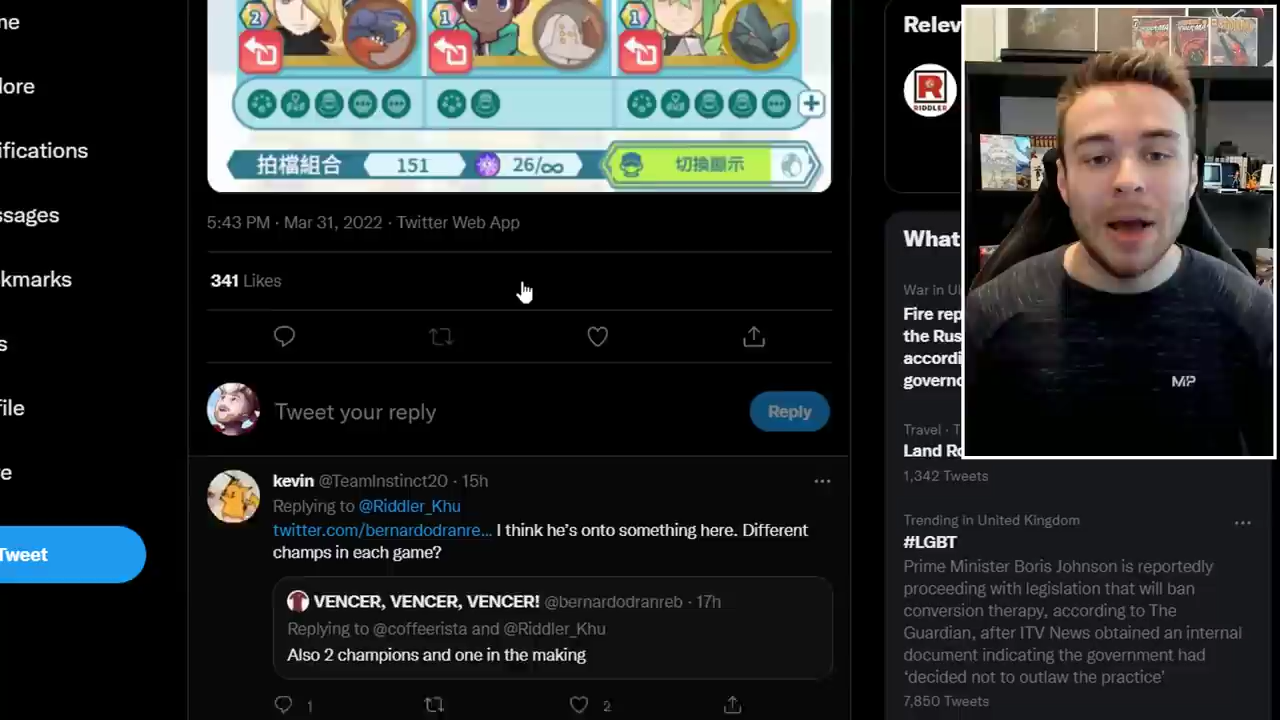 me
lore
ifications
ssages
kmarks
s
file
re
Tweet
2
1
1
拍檔組合
151
26/∞
切換顯示
5:43 PM · Mar 31, 2022 · Twitter Web App
341 Likes
Tweet your reply
Reply
kevin @TeamInstinct20 · 15h
Replying to @Riddler_Khu
twitter.com/bernardodranre... I think he's onto something here. Different
champs in each game?
VENCER, VENCER, VENCER! @bernardodranreb · 17h
Replying to @coffeerista and @Riddler_Khu
Also 2 champions and one in the making
1
2
Relev
RIDDLER
What
War in Uk
Fire rep
the Rus
accordi
governo
Travel · T
Land Ro
1,342 Tweets
Trending in United Kingdom
#LGBT
Prime Minister Boris Johnson is reportedly
proceeding with legislation that will ban
conversion therapy, according to The
Guardian, after ITV News obtained an internal
document indicating the government had
'decided not to outlaw the practice'
7,850 Tweets
MP